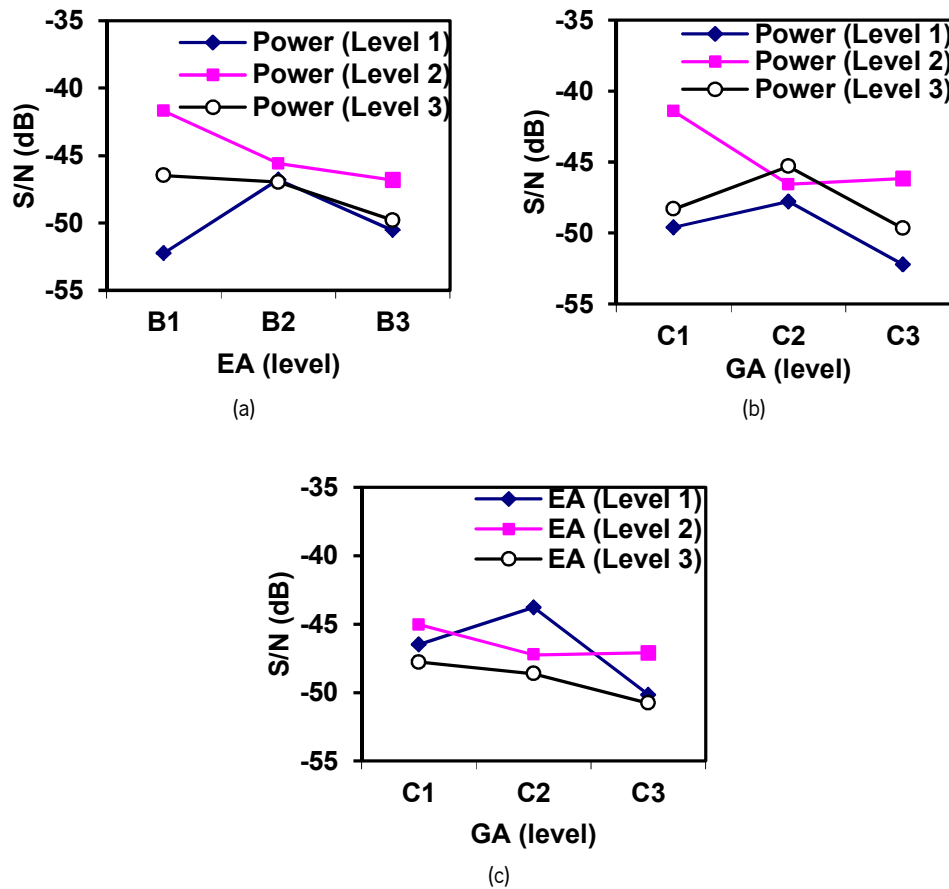 -35
-40
-45
-50
-55
S/N (dB)
Power (Level 1)
Power (Level 2)
Power (Level 3)
B1 B2 B3
EA (level)
(a)
-35
-40
-45
-50
-55
S/N (dB)
Power (Level 1)
Power (Level 2)
Power (Level 3)
C1 C2 C3
GA (level)
(b)
-35
-40
-45
-50
-55
S/N (dB)
EA (Level 1)
EA (Level 2)
EA (Level 3)
C1 C2 C3
GA (level)
(c)